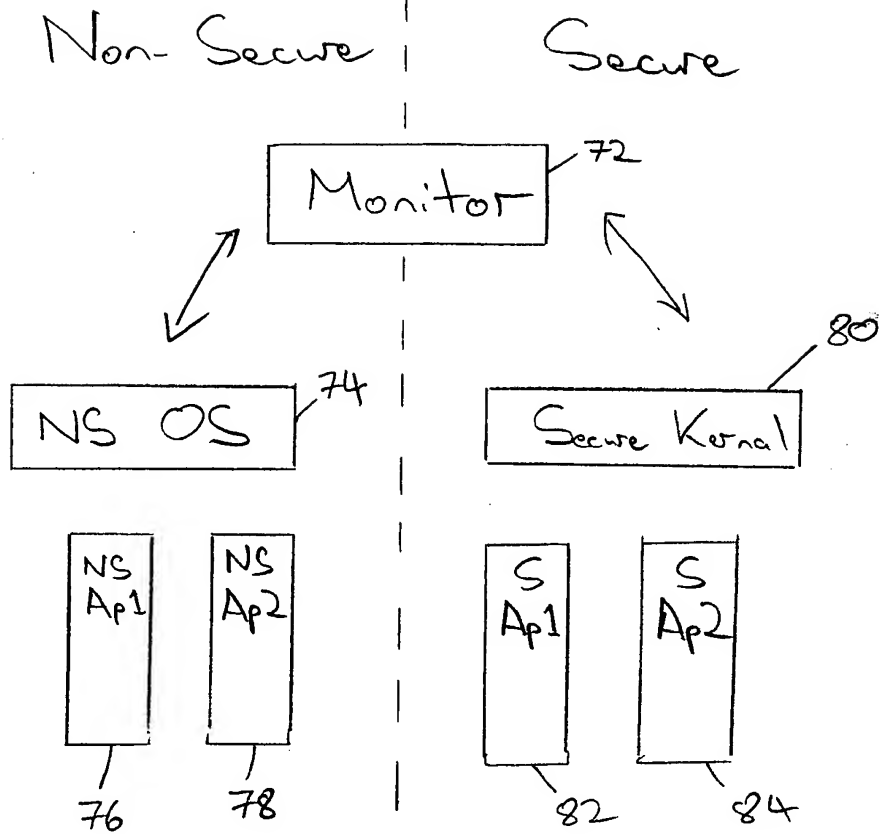 Non-Secure
Secure
Monitor
72
80
74
NS OS
Secure Kernal
NS
Ap1
NS
Ap2
S
Ap1
S
Ap2
76
78
82
84